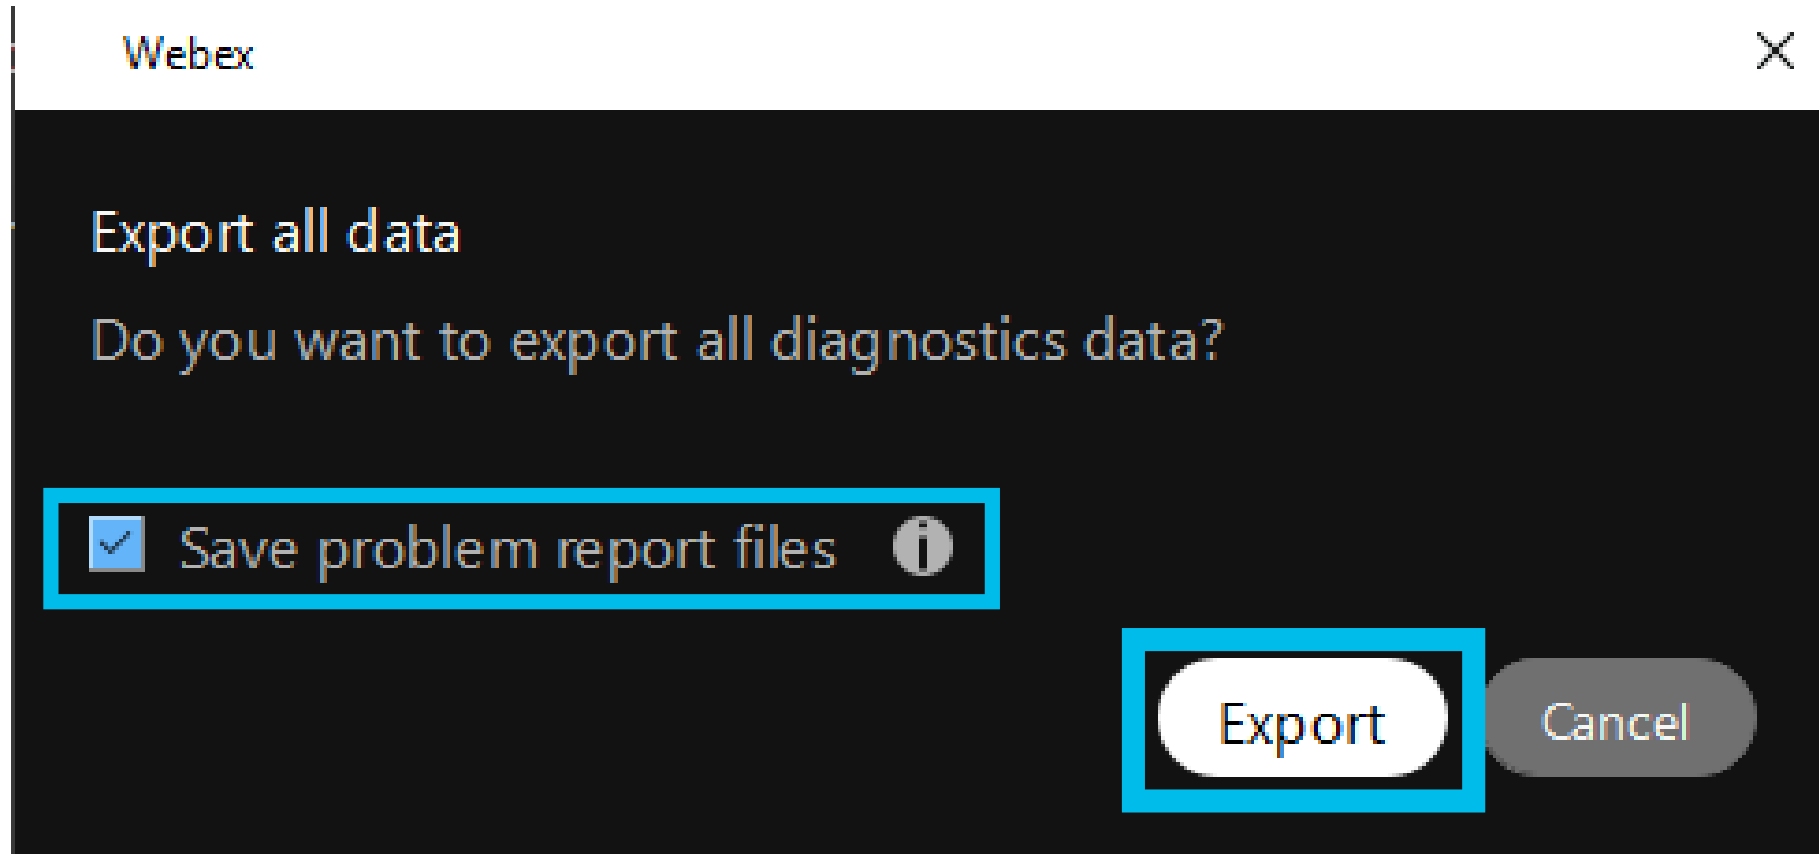 Webex
Export all data
Do you want to export all diagnostics data?
Save problem report files
Export
Cancel